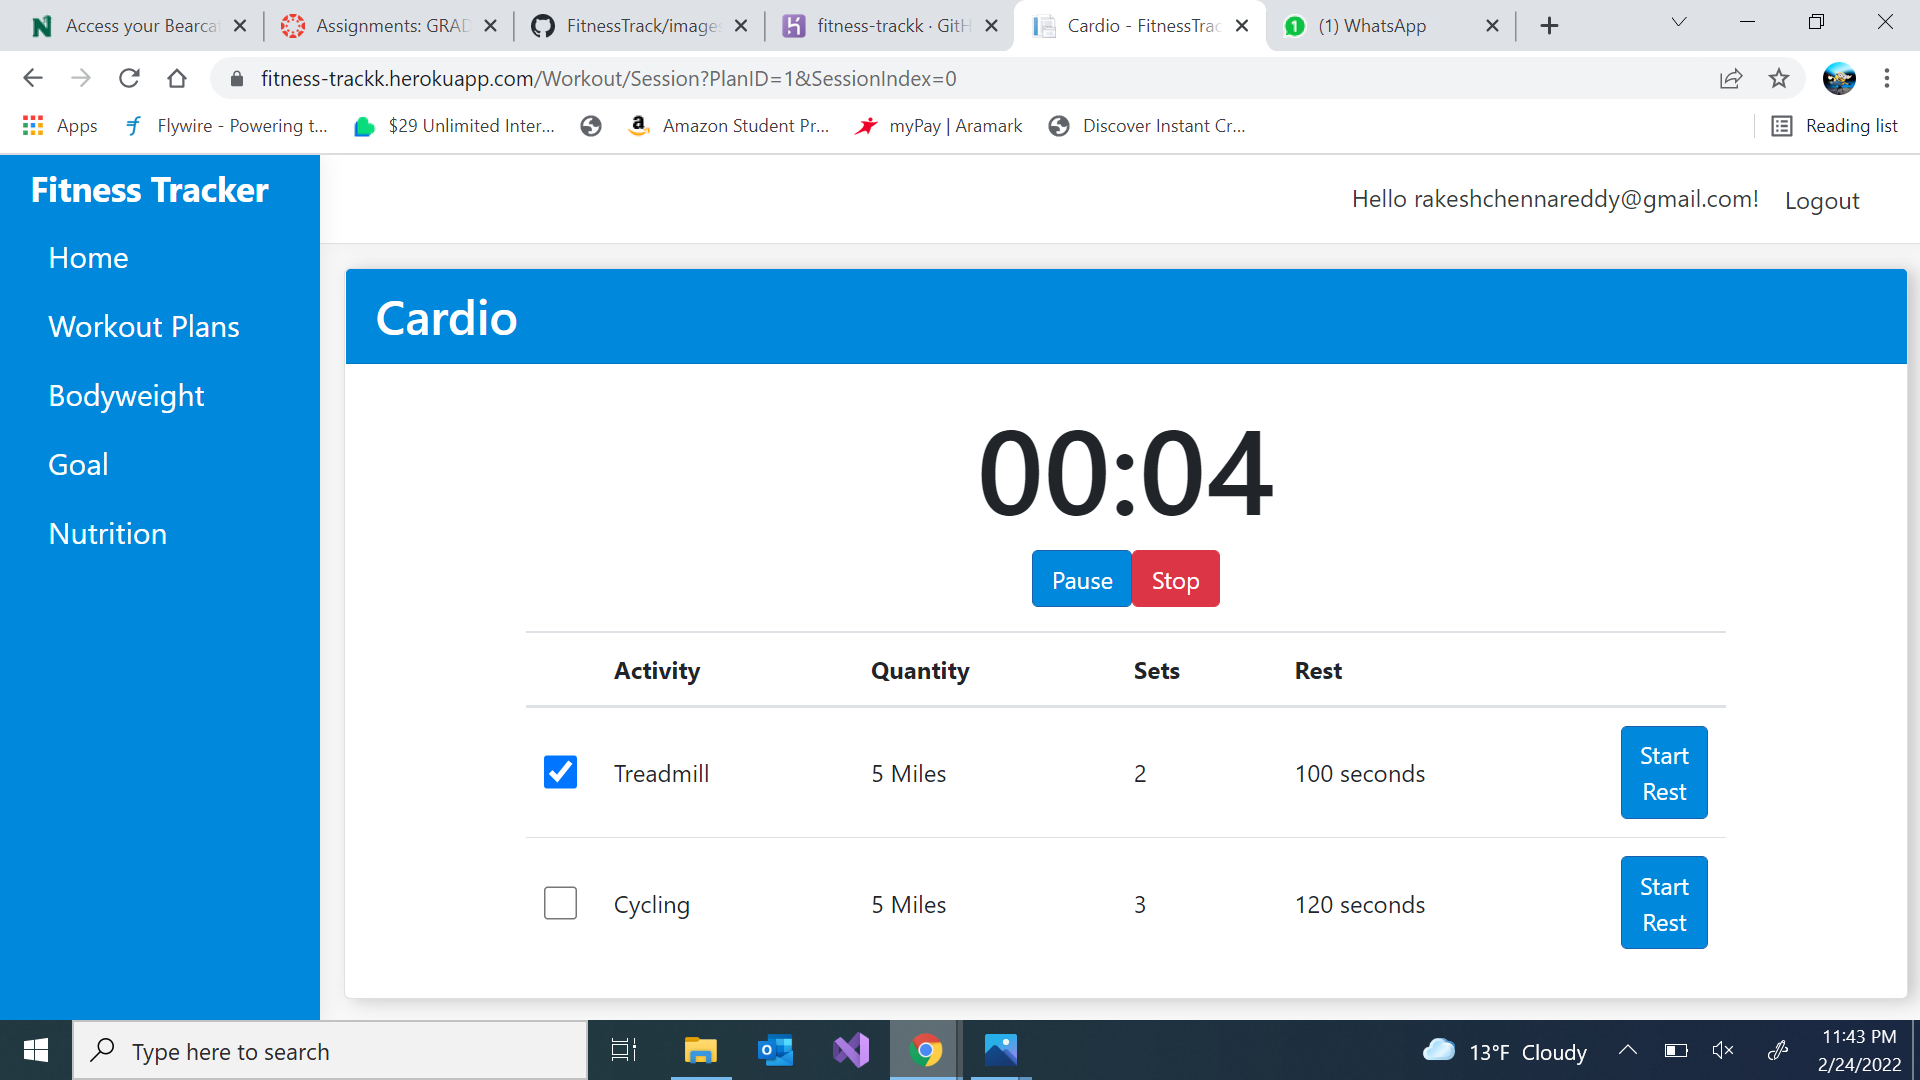 Access your Bearca
Assignments: GRAD
FitnessTrack/images
fitness-trackk · GitH
Cardio - FitnessTrac
(1) WhatsApp
fitness-trackk.herokuapp.com/Workout/Session?PlanID=1&SessionIndex=0
Apps
Flywire - Powering t...
$29 Unlimited Inter...
Amazon Student Pr...
myPay | Aramark
Discover Instant Cr...
Reading list
Fitness Tracker
Hello rakeshchennareddy@gmail.com!
Logout
Home
Workout Plans
Bodyweight
Goal
Nutrition
Cardio
00:04
Pause
Stop
Activity Quantity Sets Rest
Treadmill 5 Miles 2 100 seconds
Start
Rest
Cycling 5 Miles 3 120 seconds
Start
Rest
Type here to search
13°F Cloudy
11:43 PM
2/24/2022